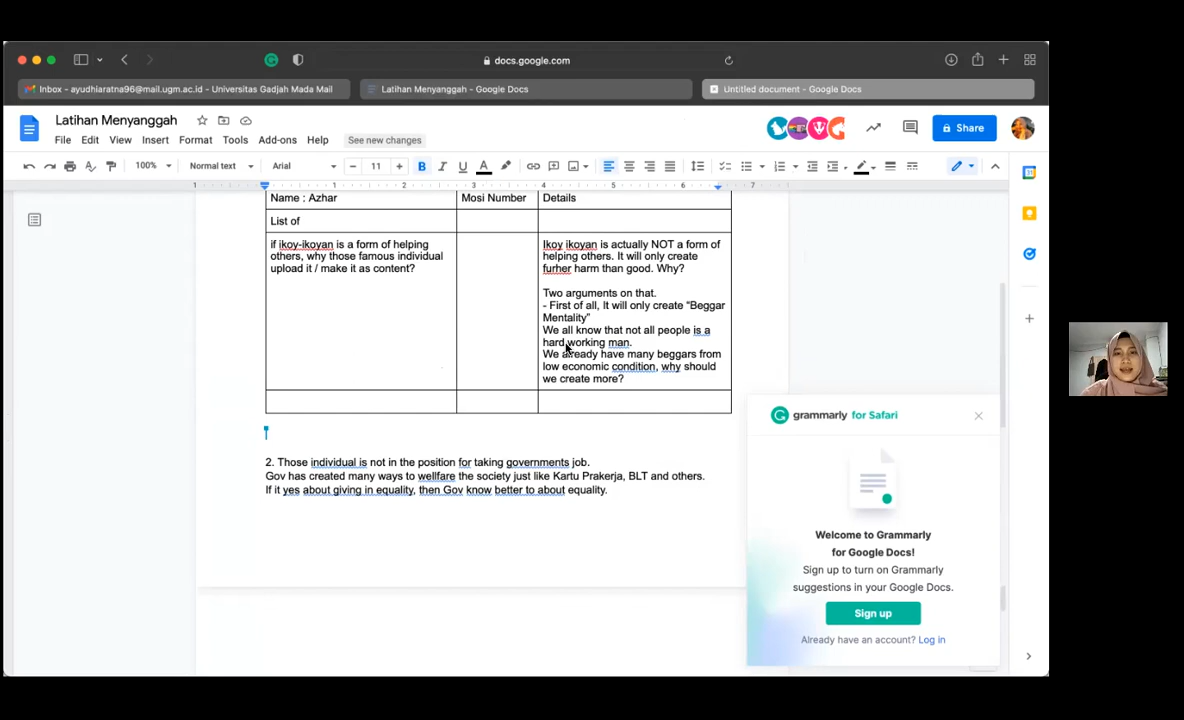 docs.google.com
Inbox - ayudhiaratna96@mail.ugm.ac.id - Universitas Gadjah Mada Mail
Latihan Menyanggah - Google Docs
Untitled document - Google Docs
Latihan Menyanggah
File Edit View Insert Format Tools Add-ons Help See new changes
Share
100% Normal text Arial 11 B I U A
1 1 2 3 4 5 6 7
Name ; Azhar Mosi Number Details
List of
if ikoy-ikoyan is a form of helping
others, why those famous individual
upload it / make it as content?
Ikoy ikoyan is actually NOT a form of
helping others. It will only create
furher harm than good. Why?
Two arguments on that.
- First of all, It will only create “Beggar
Mentality”
We all know that not all people is a
hard working man.
We already have many beggars from
low economic condition, why should
we create more?
2. Those individual is not in the position for taking governments job.
Gov has created many ways to wellfare the society just like Kartu Prakerja, BLT and others.
If it yes about giving in equality, then Gov know better to about equality.
grammarly for Safari
Welcome to Grammarly
for Google Docs!
Sign up to turn on Grammarly
suggestions in your Google Docs.
Sign up
Already have an account? Log in